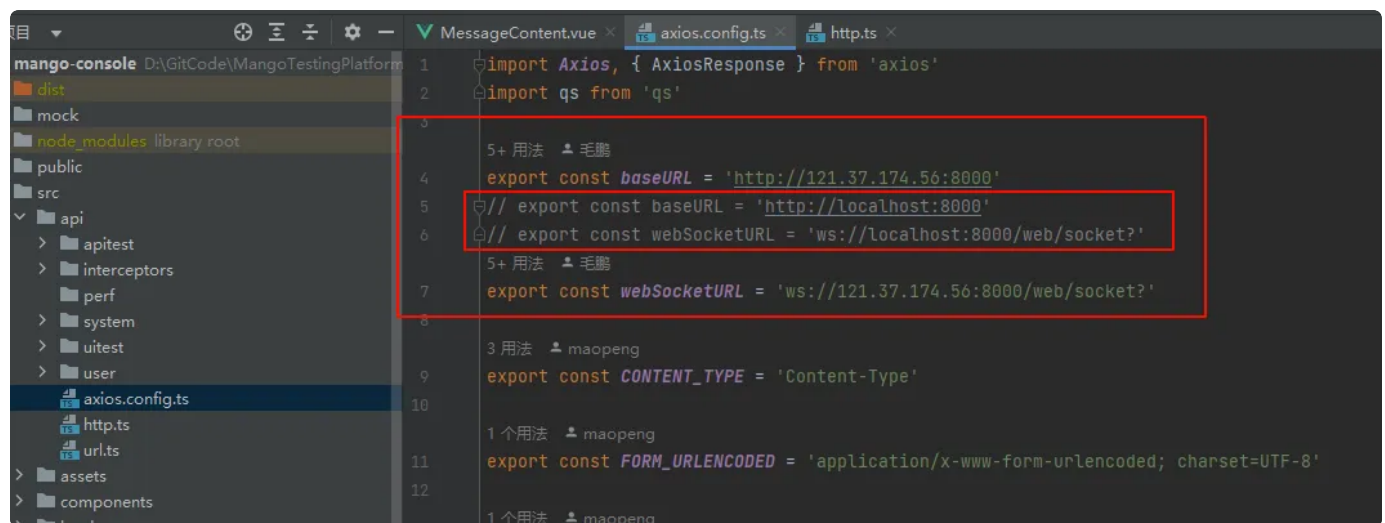 项目
MessageContent.vue
axios.config.ts
http.ts
mango-console D:\GitCode\MangoTestingPlatform
dist
mock
node_modules library root
public
src
api
apitest
interceptors
perf
system
uitest
user
axios.config.ts
http.ts
url.ts
assets
components
1 import Axios, { AxiosResponse } from 'axios'
2 import qs from 'qs'
3
5+ 用法 毛鹏
4 export const baseURL = 'http://121.37.174.56:8000'
5 // export const baseURL = 'http://localhost:8000'
6 // export const webSocketURL = 'ws://localhost:8000/web/socket?'
5+ 用法 毛鹏
7 export const webSocketURL = 'ws://121.37.174.56:8000/web/socket?'
8
3 用法 maopeng
9 export const CONTENT_TYPE = 'Content-Type'
10
1 个用法 maopeng
11 export const FORM_URLENCODED = 'application/x-www-form-urlencoded; charset=UTF-8'
12
1 个用法 maopeng